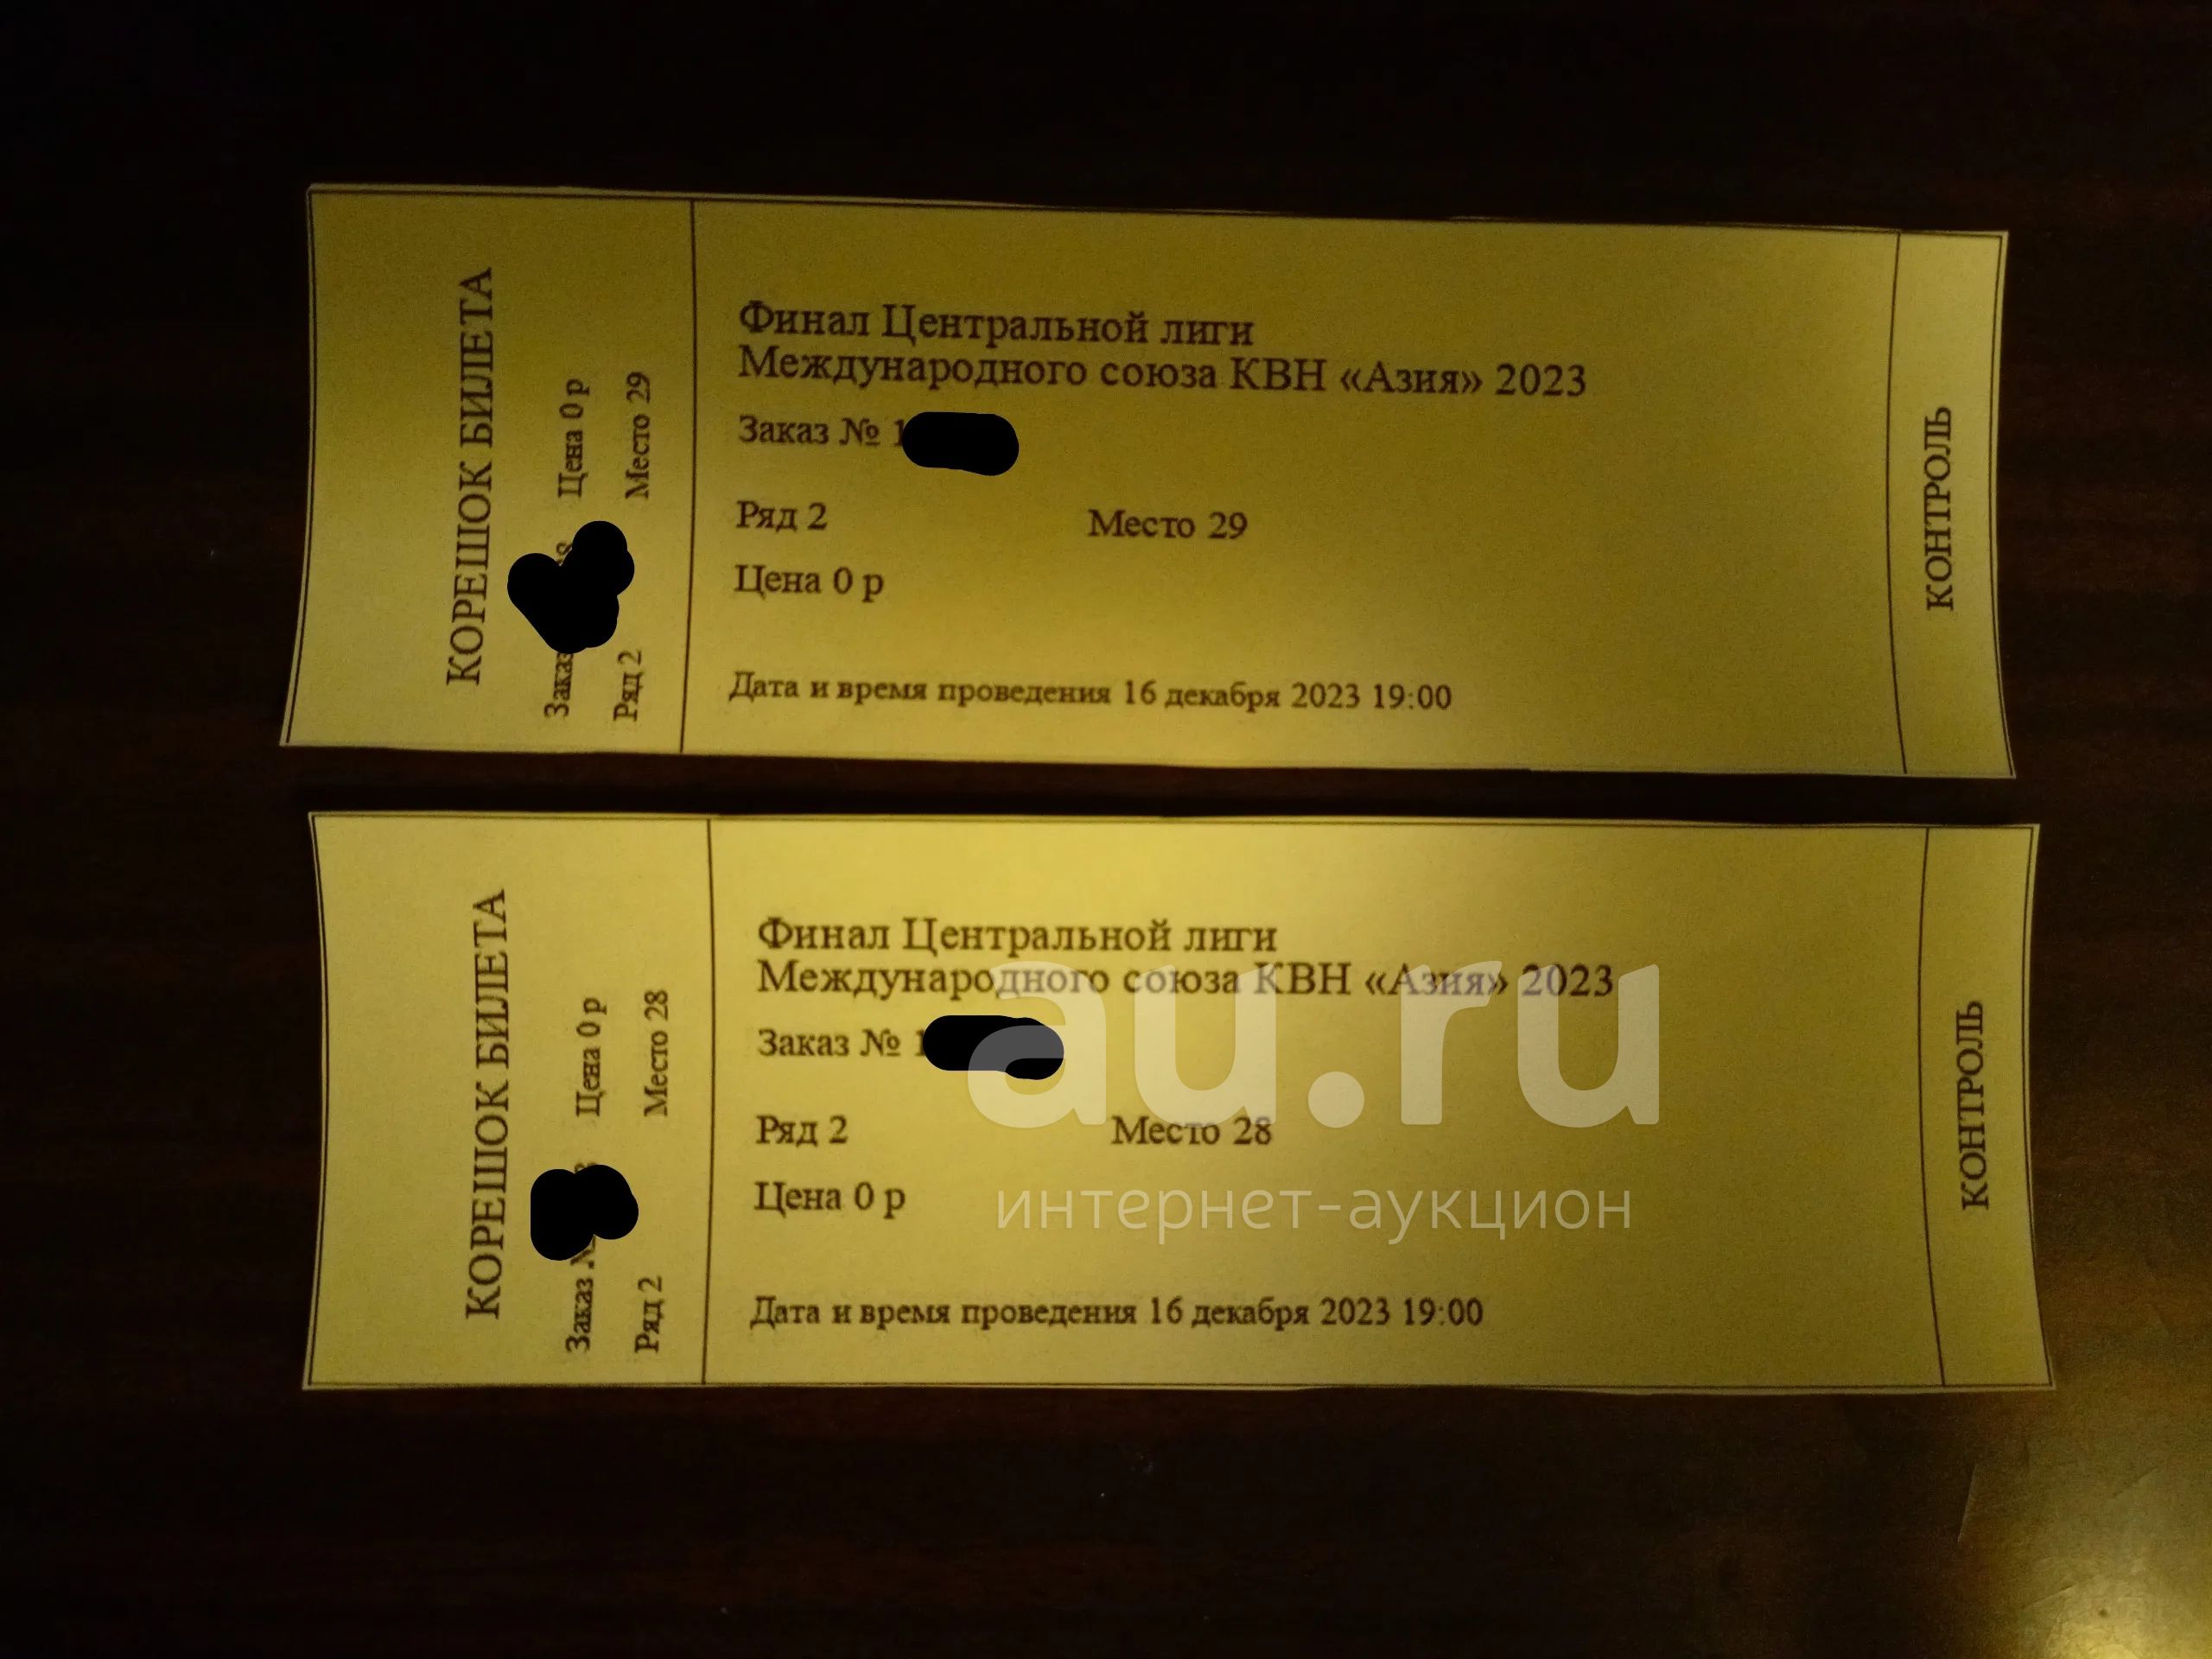 КОРЕШОК БИЛЕТА
Заказ
Цена 0 р
Ряд 2
Место 29
Финал Центральной лиги
Международного союза КВН «Азия» 2023
Заказ № 1
Ряд 2
Место 29
Цена 0 р
Дата и время проведения 16 декабря 2023 19:00
КОНТРОЛЬ
КОРЕШОК БИЛЕТА
Заказ №
Цена 0 р
Ряд 2
Место 28
Финал Центральной лиги
Международного союза КВН «Азия» 2023
Заказ № 1
Ряд 2
Место 28
Цена 0 р
Дата и время проведения 16 декабря 2023 19:00
КОНТРОЛЬ
au.ru
интернет-аукцион